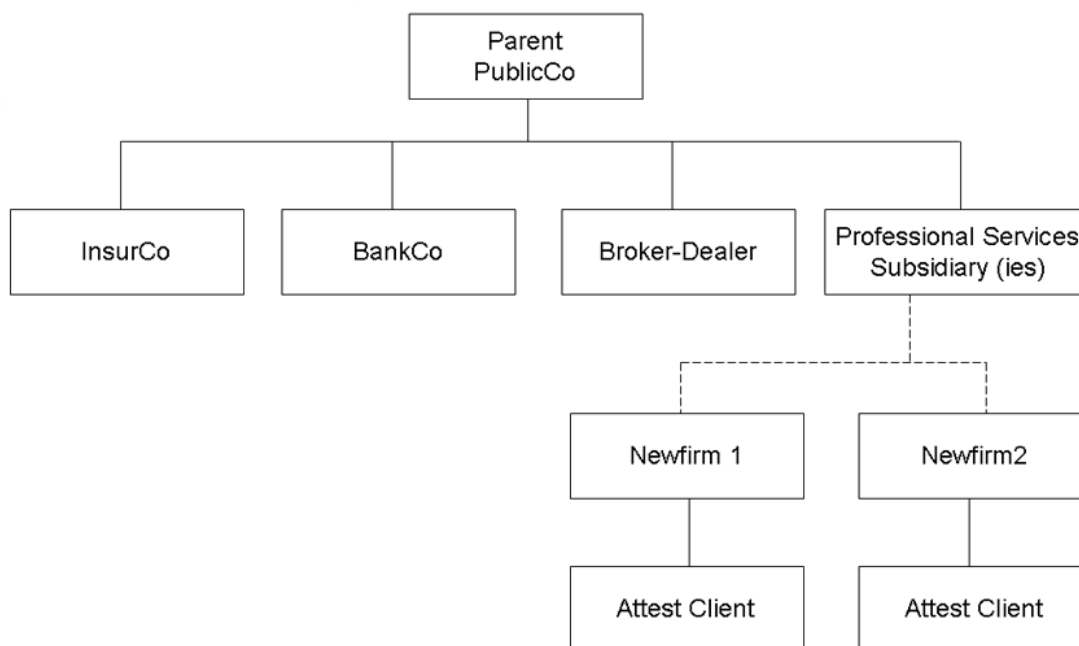 Parent
PublicCo
InsurCo
BankCo
Broker-Dealer
Professional Services
Subsidiary (ies)
Newfirm 1
Newfirm2
Attest Client
Attest Client